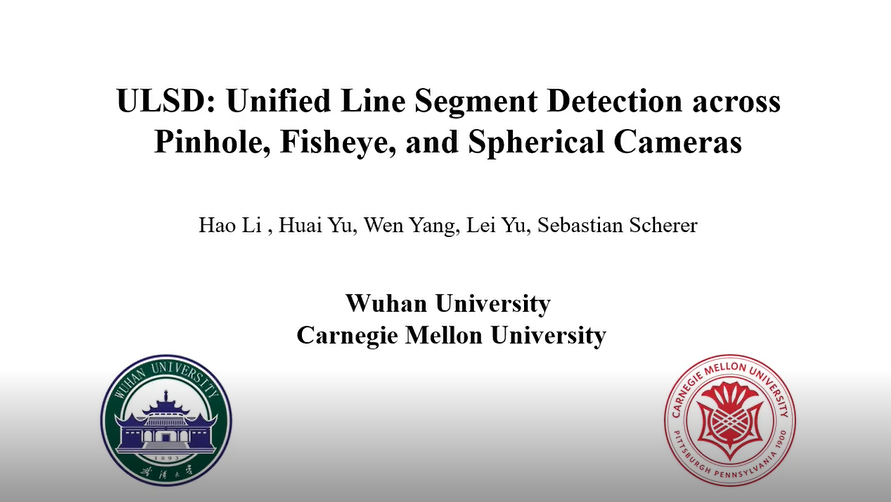 ULSD: Unified Line Segment Detection across
Pinhole, Fisheye, and Spherical Cameras
Hao Li , Huai Yu, Wen Yang, Lei Yu, Sebastian Scherer
Wuhan University
Carnegie Mellon University
WUHAN UNIVERSITY
1893
武漢大学
CARNEGIE MELLON UNIVERSITY
PITTSBURGH PENNSYLVANIA 1900